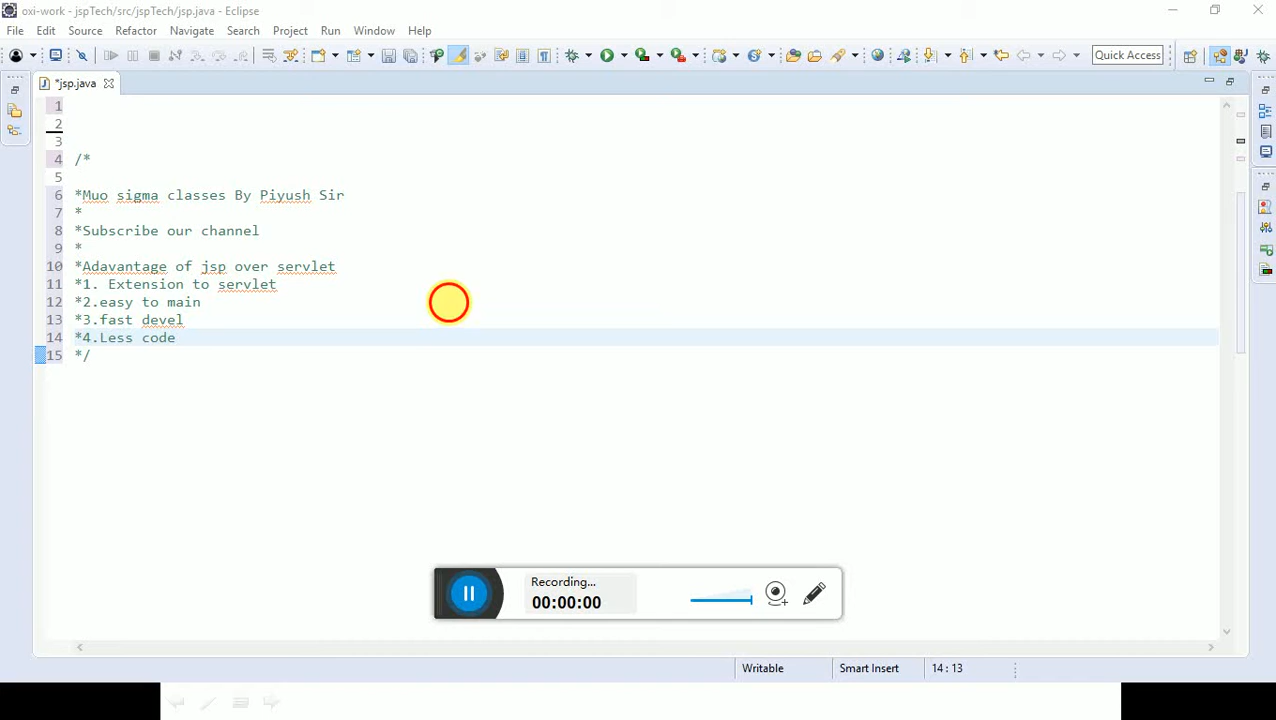 oxi-work - jspTech/src/jspTech/jsp.java - Eclipse
File Edit Source Refactor Navigate Search Project Run Window Help
Quick Access
*jsp.java
1
2
3
4 /*
5
6 *Muo sigma classes By Piyush Sir
7 *
8 *Subscribe our channel
9 *
10 *Adavantage of jsp over servlet
11 *1. Extension to servlet
12 *2.easy to main
13 *3.fast devel
14 *4.Less code
15 */
Recording...
00:00:00
Writable Smart Insert 14 : 13